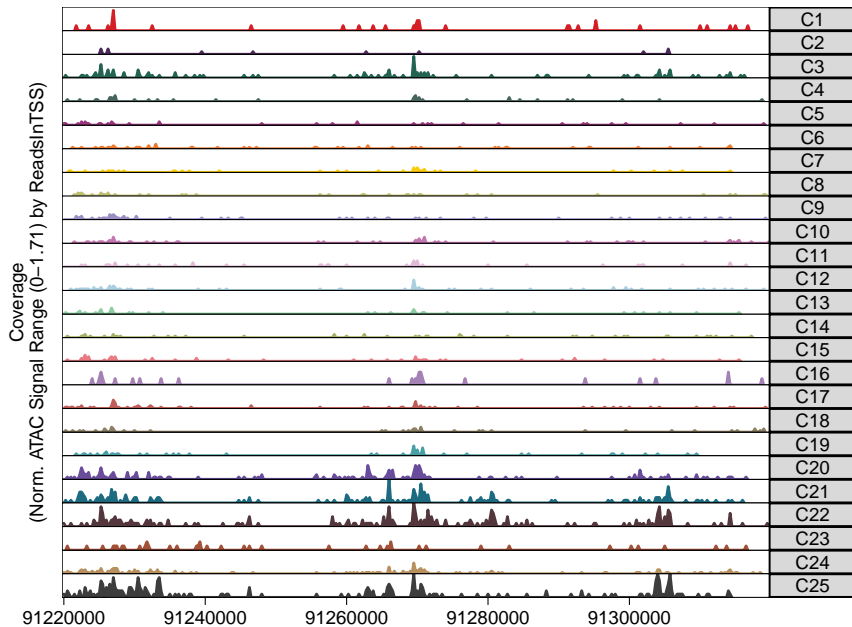 C1
C2
C3
C4
C5
C6
C7
C8
C9
C10
C11
C12
C13
C14
C15
C16
C17
C18
C19
C20
C21
C22
C23
C24
C25
Coverage
(Norm. ATAC Signal Range (0–1.71) by ReadsInTSS)
91220000 91240000 91260000 91280000 91300000